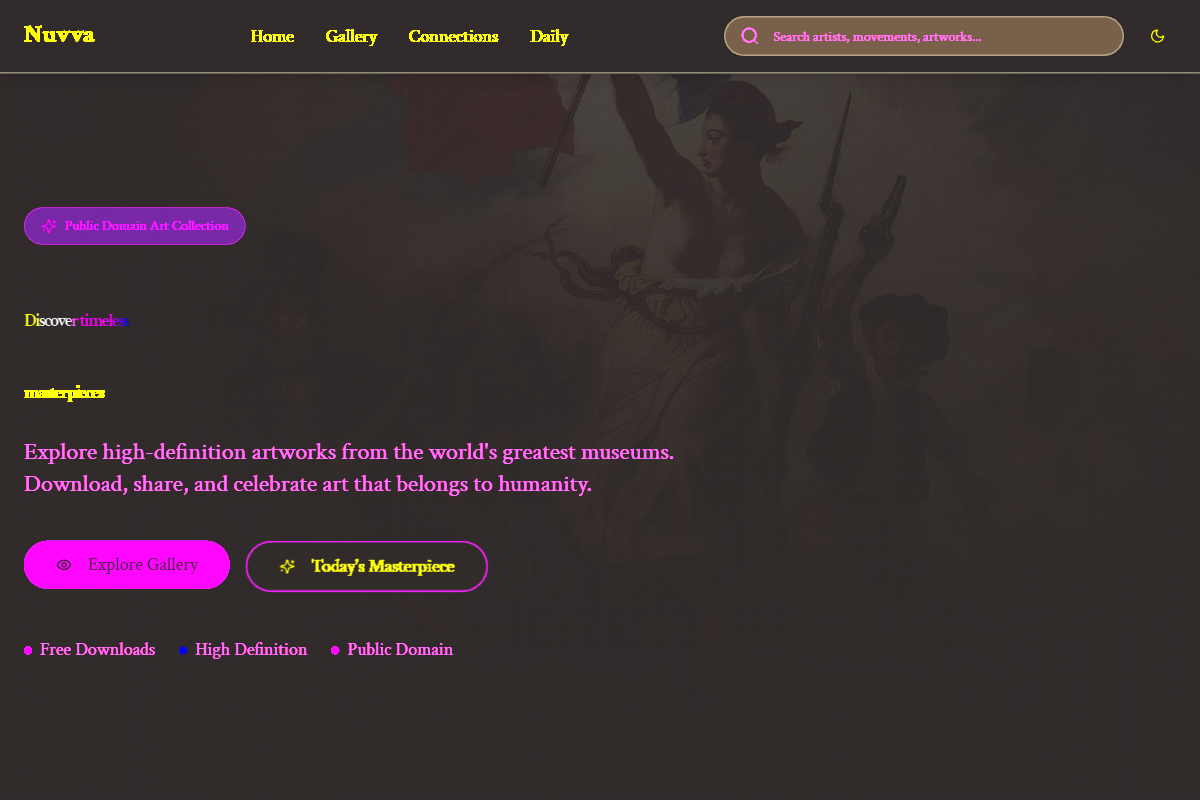 Nuvva
Home Gallery Connections Daily
Search artists, movements, artworks...
Public Domain Art Collection
Discover timeless
masterpieces
Explore high-definition artworks from the world's greatest museums.
Download, share, and celebrate art that belongs to humanity.
Explore Gallery
Today's Masterpiece
Free Downloads High Definition Public Domain